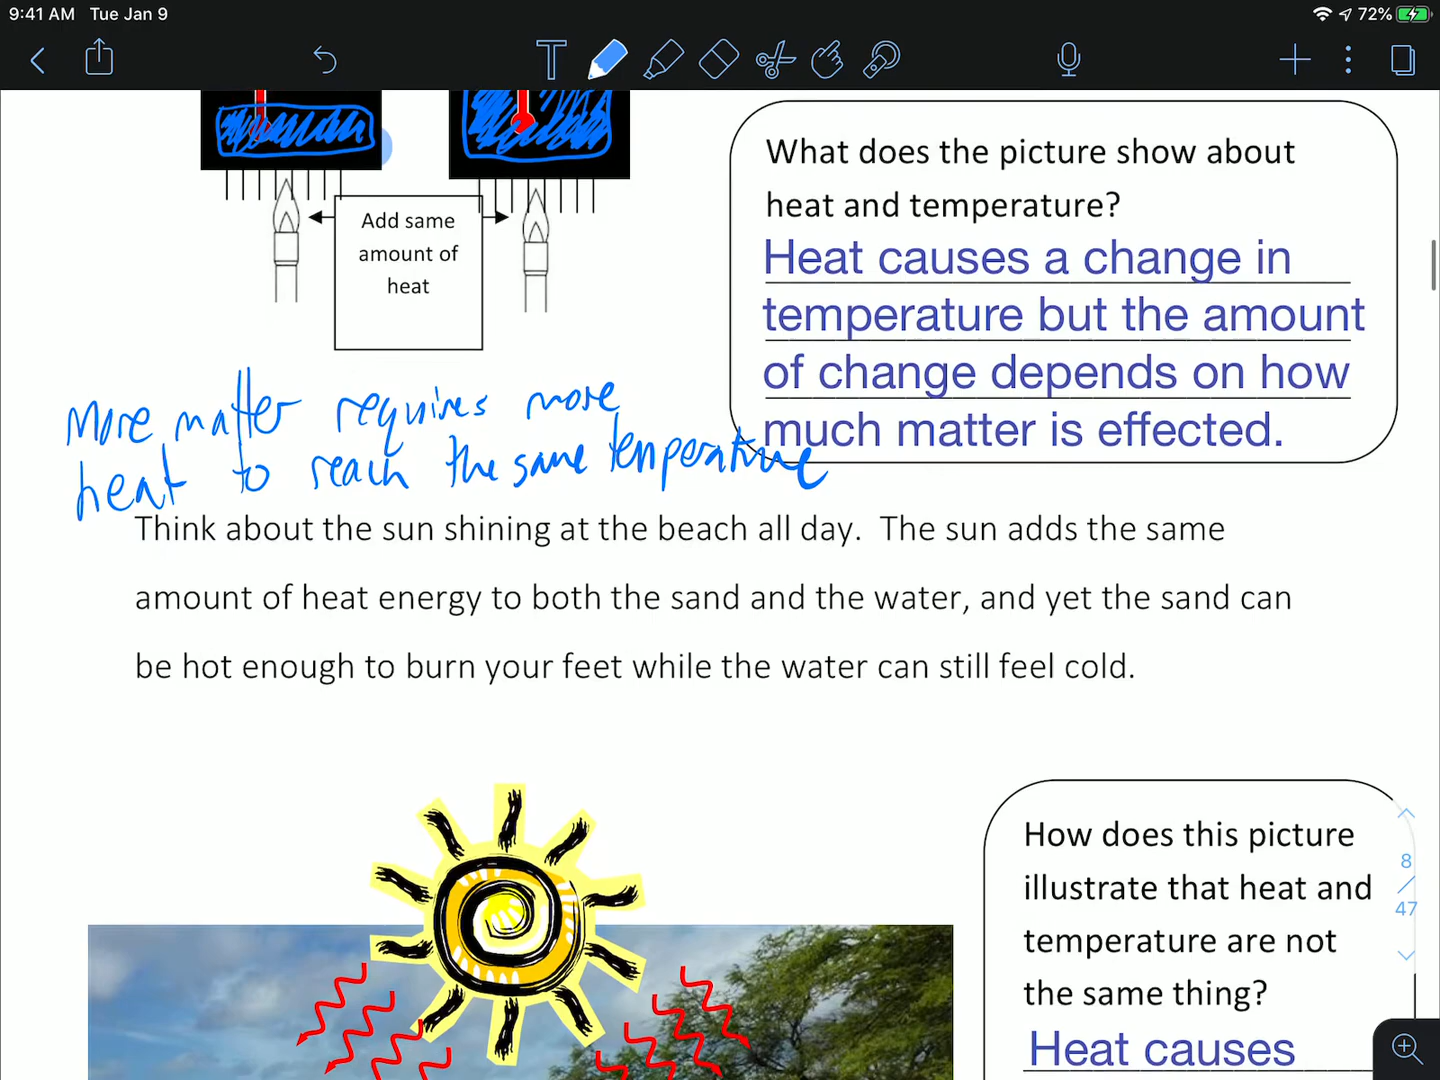 9:41 AM Tue Jan 9
72%
T
Add same
amount of
heat
What does the picture show about
heat and temperature?
Heat causes a change in
temperature but the amount
of change depends on how
much matter is effected.
More matter requires more
heat to reach the same temperature
Think about the sun shining at the beach all day. The sun adds the same
amount of heat energy to both the sand and the water, and yet the sand can
be hot enough to burn your feet while the water can still feel cold.
How does this picture
illustrate that heat and
temperature are not
the same thing?
Heat causes
8
/
47